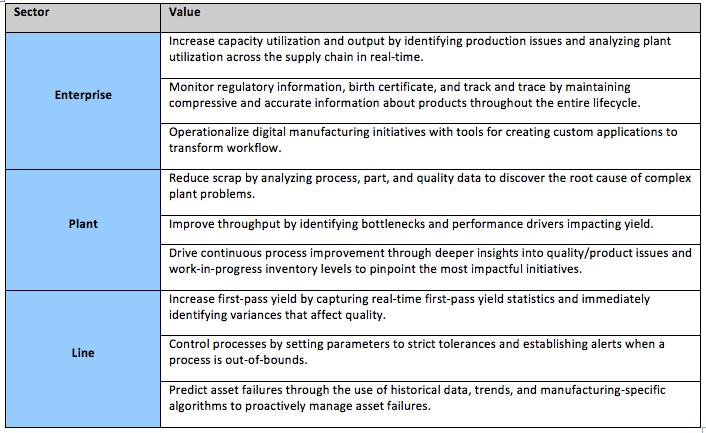 Sector Value
Enterprise
Increase capacity utilization and output by identifying production issues and analyzing plant
utilization across the supply chain in real-time.
Monitor regulatory information, birth certificate, and track and trace by maintaining
compressive and accurate information about products throughout the entire lifecycle.
Operationalize digital manufacturing initiatives with tools for creating custom applications to
transform workflow.
Plant
Reduce scrap by analyzing process, part, and quality data to discover the root cause of complex
plant problems.
Improve throughput by identifying bottlenecks and performance drivers impacting yield.
Drive continuous process improvement through deeper insights into quality/product issues and
work-in-progress inventory levels to pinpoint the most impactful initiatives.
Line
Increase first-pass yield by capturing real-time first-pass yield statistics and immediately
identifying variances that affect quality.
Control processes by setting parameters to strict tolerances and establishing alerts when a
process is out-of-bounds.
Predict asset failures through the use of historical data, trends, and manufacturing-specific
algorithms to proactively manage asset failures.